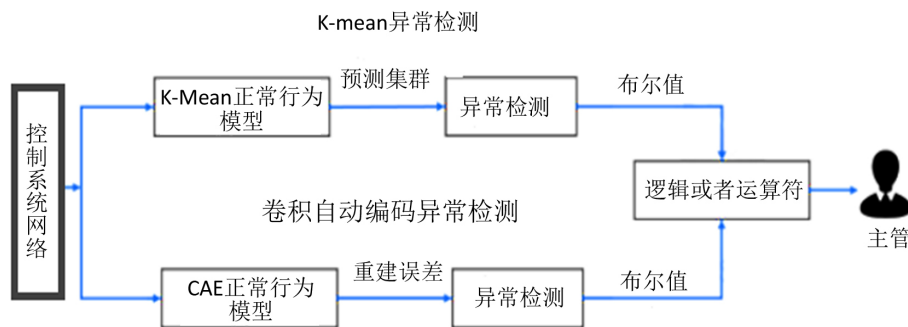 K-mean异常检测
控制系统网络
K-Mean正常行为
模型
预测集群
异常检测
布尔值
卷积自动编码异常检测
逻辑或者运算符
主管
CAE正常行为
模型
重建误差
异常检测
布尔值